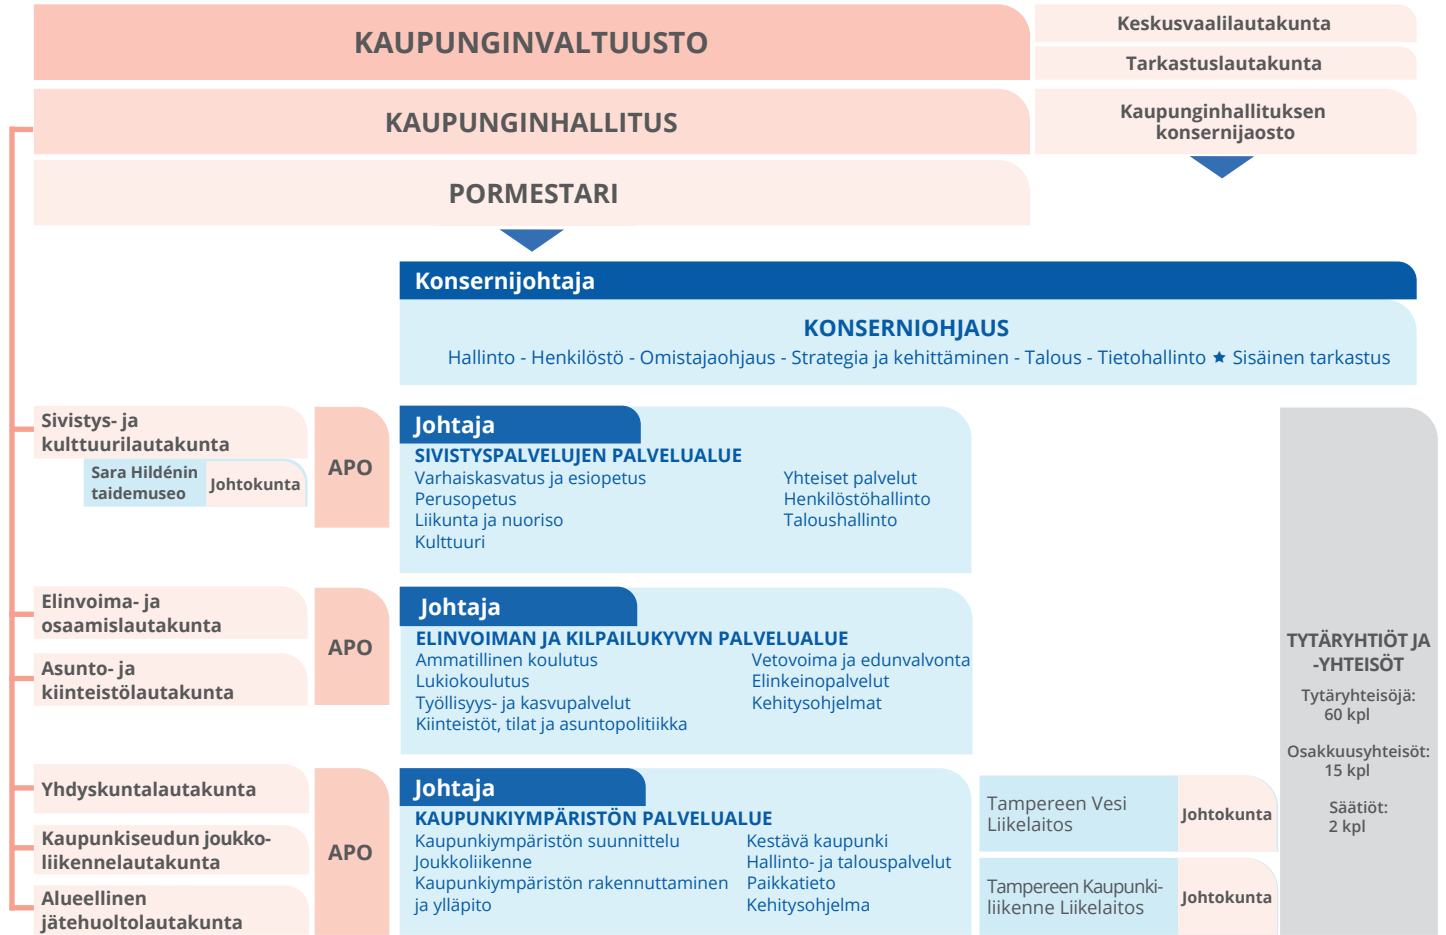 KAUPUNGINVALTUUSTO
Keskusvaalilautakunta
Tarkastuslautakunta
KAUPUNGINHALLITUS
Kaupunginhallituksen
konsernijaosto
PORMESTARI
Konsernijohtaja
KONSERNIOHJAUS
Hallinto - Henkilöstö - Omistajaohjaus - Strategia ja kehittäminen - Talous - Tietohallinto ★ Sisäinen tarkastus
Sivistys- ja
kulttuurilautakunta
Sara Hildénin
taidemuseo
Johtokunta
APO
Johtaja
SIVISTYSPALVELUJEN PALVELUALUE
Varhaiskasvatus ja esiopetus
Perusopetus
Liikunta ja nuoriso
Kulttuuri
Yhteiset palvelut
Henkilöstöhallinto
Taloushallinto
Elinvoima- ja
osaamislautakunta
Asunto- ja
kiinteistölautakunta
APO
Johtaja
ELINVOIMAN JA KILPAILUKYVYN PALVELUALUE
Ammatillinen koulutus
Lukiokoulutus
Työllisyys- ja kasvupalvelut
Kiinteistöt, tilat ja asuntopolitiikka
Vetovoima ja edunvalvonta
Elinkeinopalvelut
Kehitysohjelmat
Yhdyskuntalautakunta
Kaupunkiseudun joukko-
liikennelautakunta
Alueellinen
jätehuoltolautakunta
APO
Johtaja
KAUPUNKIYMPÄRISTÖN PALVELUALUE
Kaupunkiympäristön suunnittelu
Joukkoliikenne
Kaupunkiympäristön rakennuttaminen
ja ylläpito
Kestävä kaupunki
Hallinto- ja talouspalvelut
Paikkatieto
Kehitysohjelma
Tampereen Vesi
Liikelaitos
Johtokunta
Tampereen Kaupunki-
liikenne Liikelaitos
Johtokunta
TYTÄRYHTIÖT JA
-YHTEISÖT
Tytäryhteisöjä:
60 kpl
Osakkuusyhteisöt:
15 kpl
Säätiöt:
2 kpl